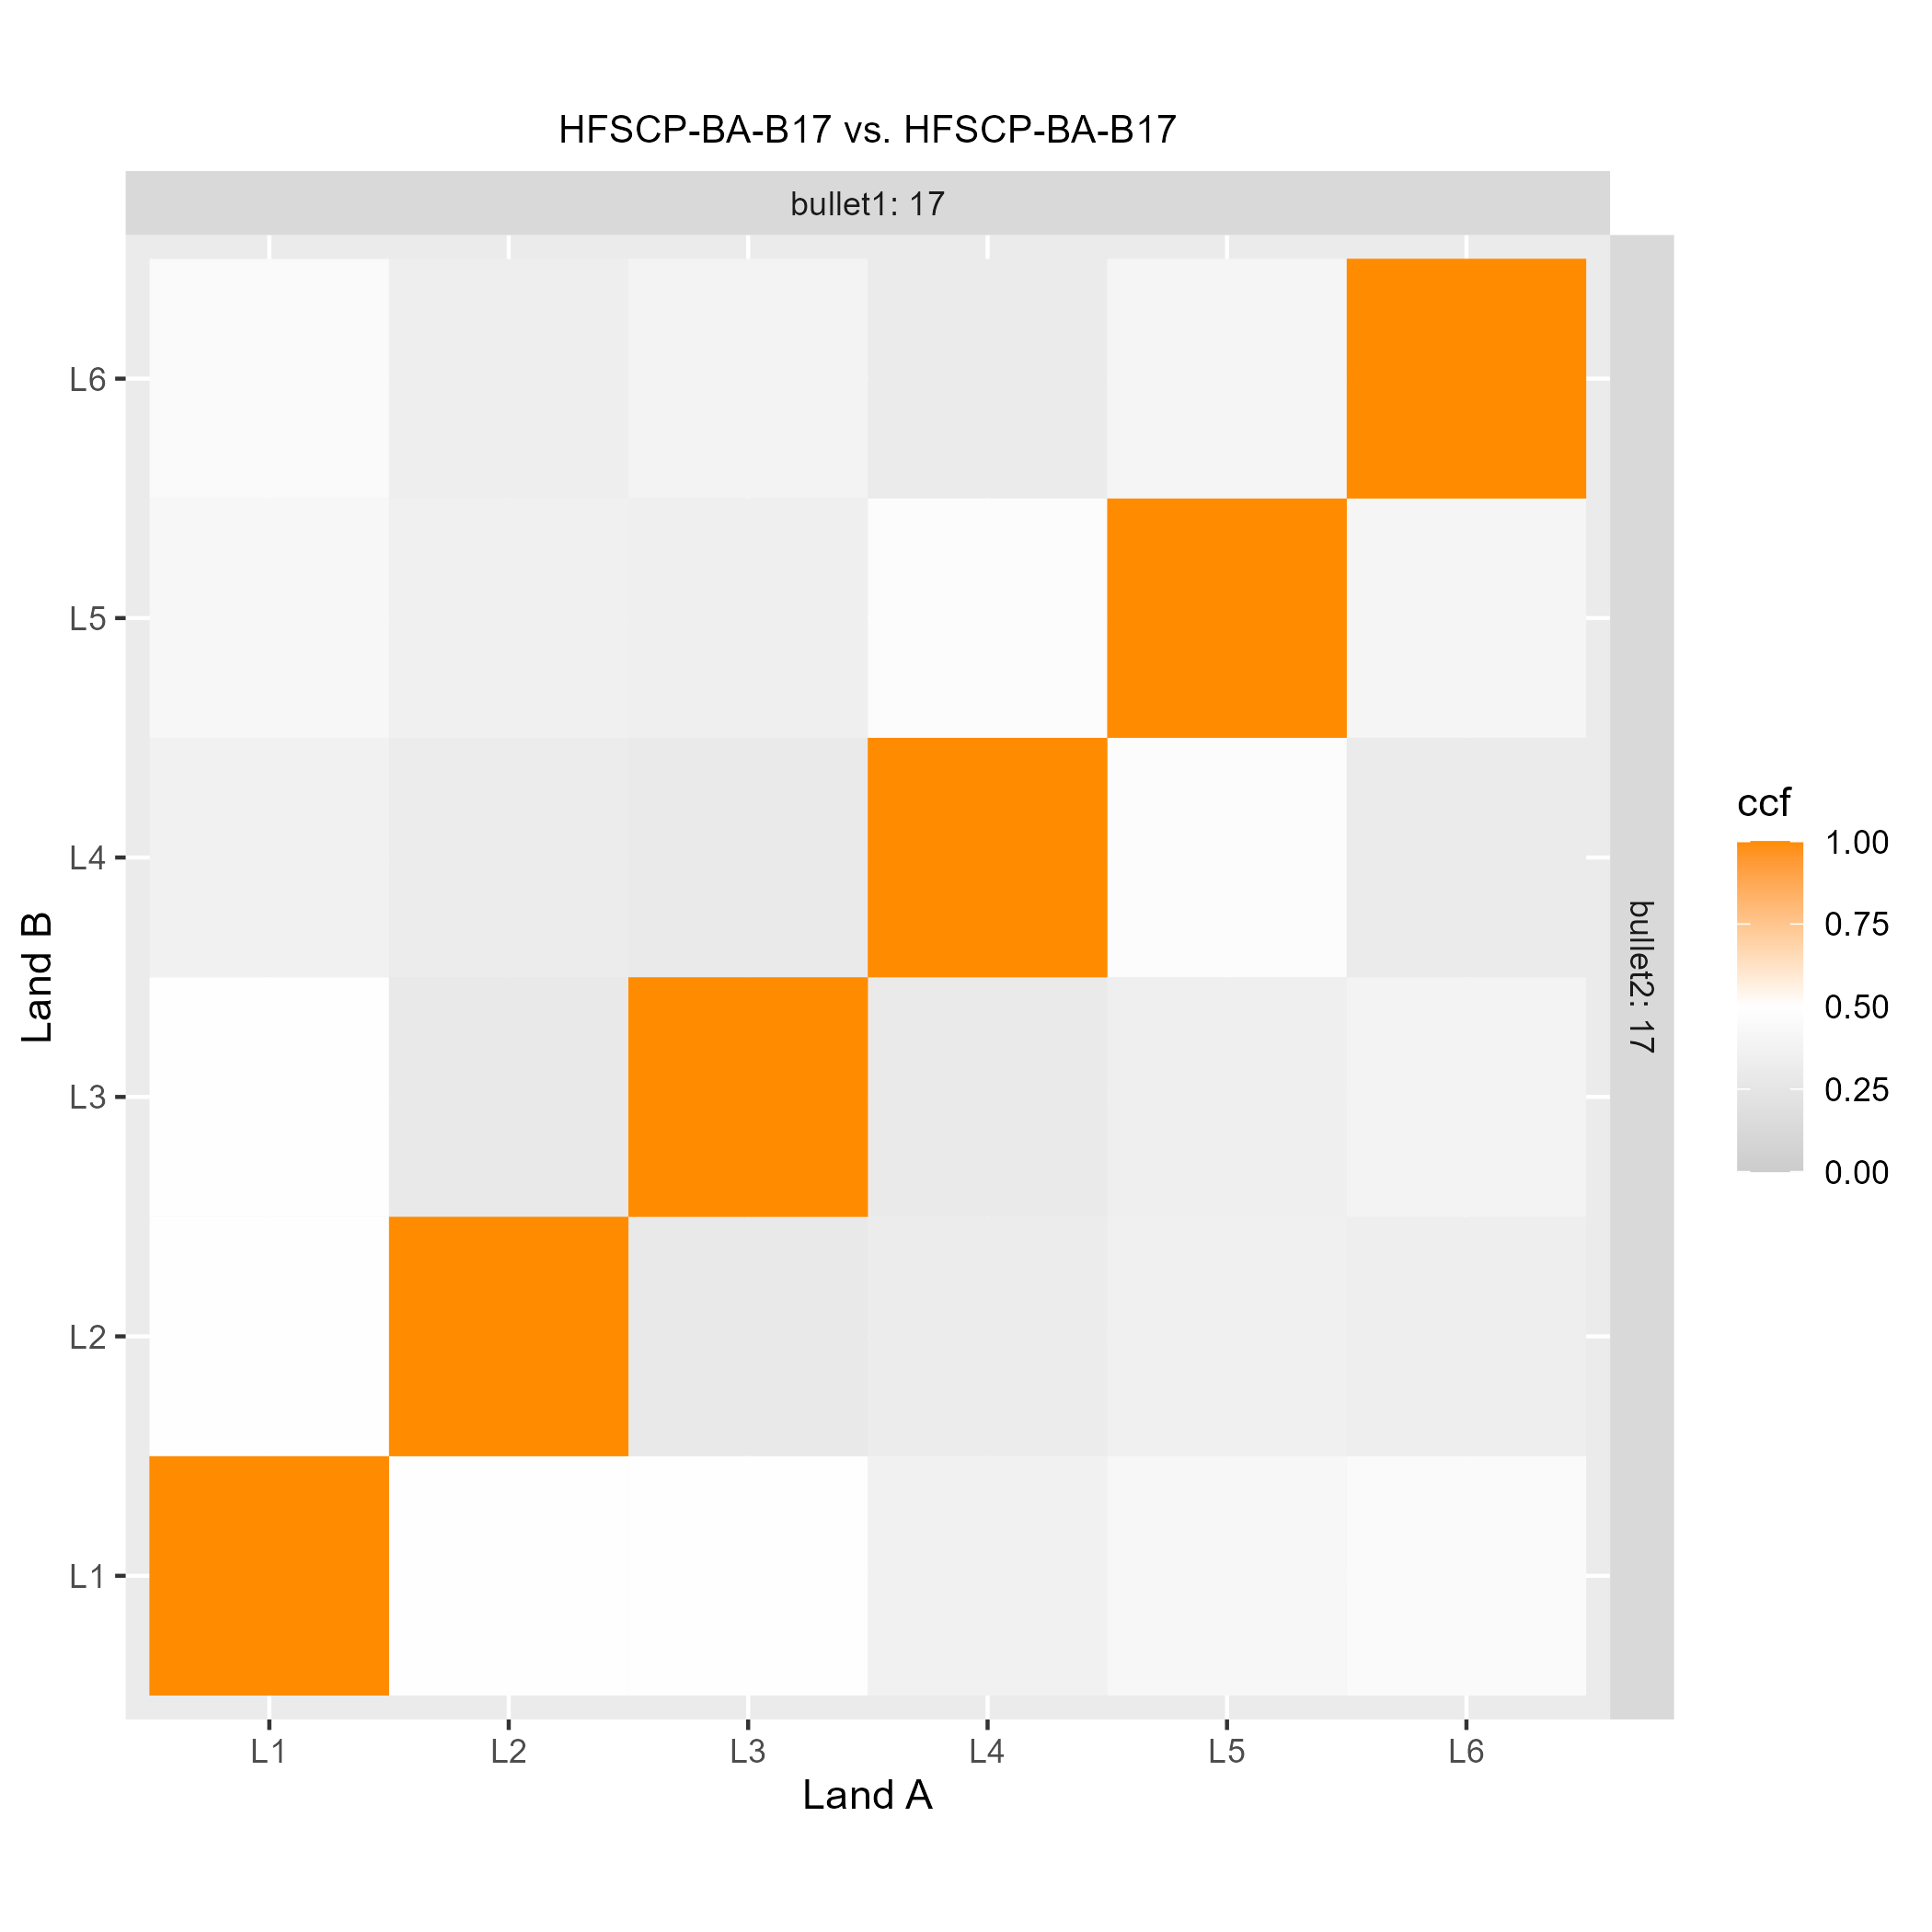 HFSCP-BA-B17 vs. HFSCP-BA-B17
bullet1: 17
L6
L5
L4
L3
L2
L1
Land B
L1
L2
L3
L4
L5
L6
Land A
bullet2: 17
ccf
1.00
0.75
0.50
0.25
0.00